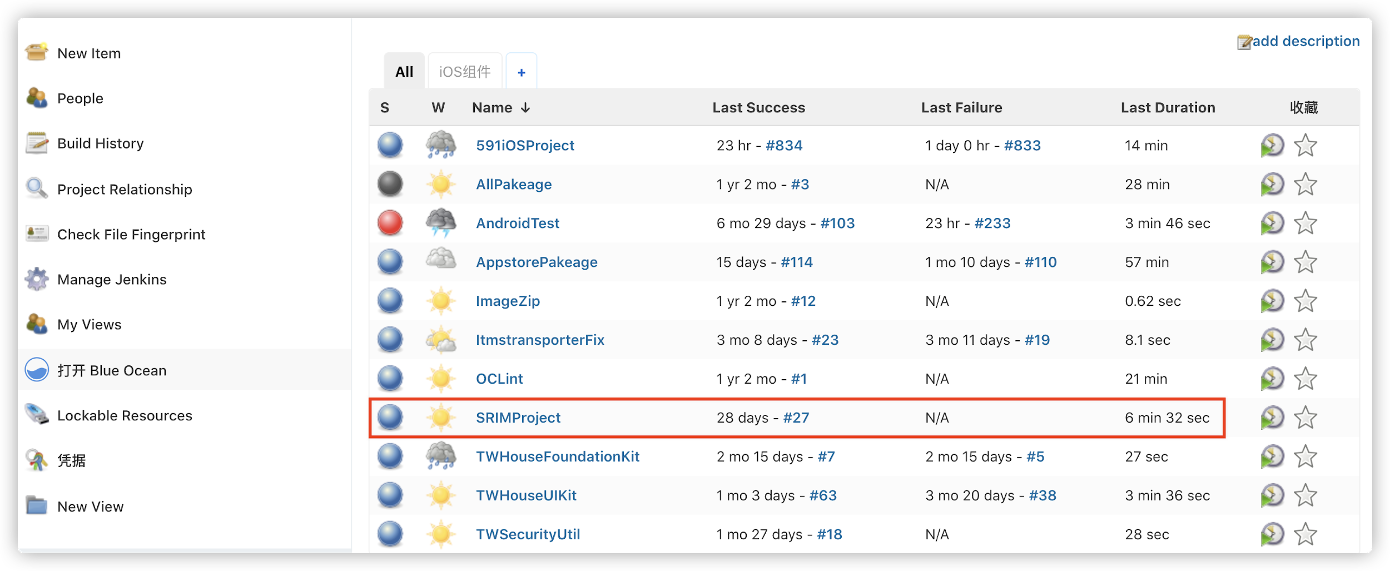 New Item
People
Build History
Project Relationship
Check File Fingerprint
Manage Jenkins
My Views
打开 Blue Ocean
Lockable Resources
凭据
New View
add description
All iOS组件 +
S W Name ↓ Last Success Last Failure Last Duration 收藏
591iOSProject 23 hr - #834 1 day 0 hr - #833 14 min
AllPakeage 1 yr 2 mo - #3 N/A 28 min
AndroidTest 6 mo 29 days - #103 23 hr - #233 3 min 46 sec
AppstorePakeage 15 days - #114 1 mo 10 days - #110 57 min
ImageZip 1 yr 2 mo - #12 N/A 0.62 sec
ItmstransporterFix 3 mo 8 days - #23 3 mo 11 days - #19 8.1 sec
OCLint 1 yr 2 mo - #1 N/A 21 min
SRIMProject 28 days - #27 N/A 6 min 32 sec
TWHouseFoundationKit 2 mo 15 days - #7 2 mo 15 days - #5 27 sec
TWHouseUIKit 1 mo 3 days - #63 3 mo 20 days - #38 3 min 36 sec
TWSecurityUtil 1 mo 27 days - #18 N/A 28 sec